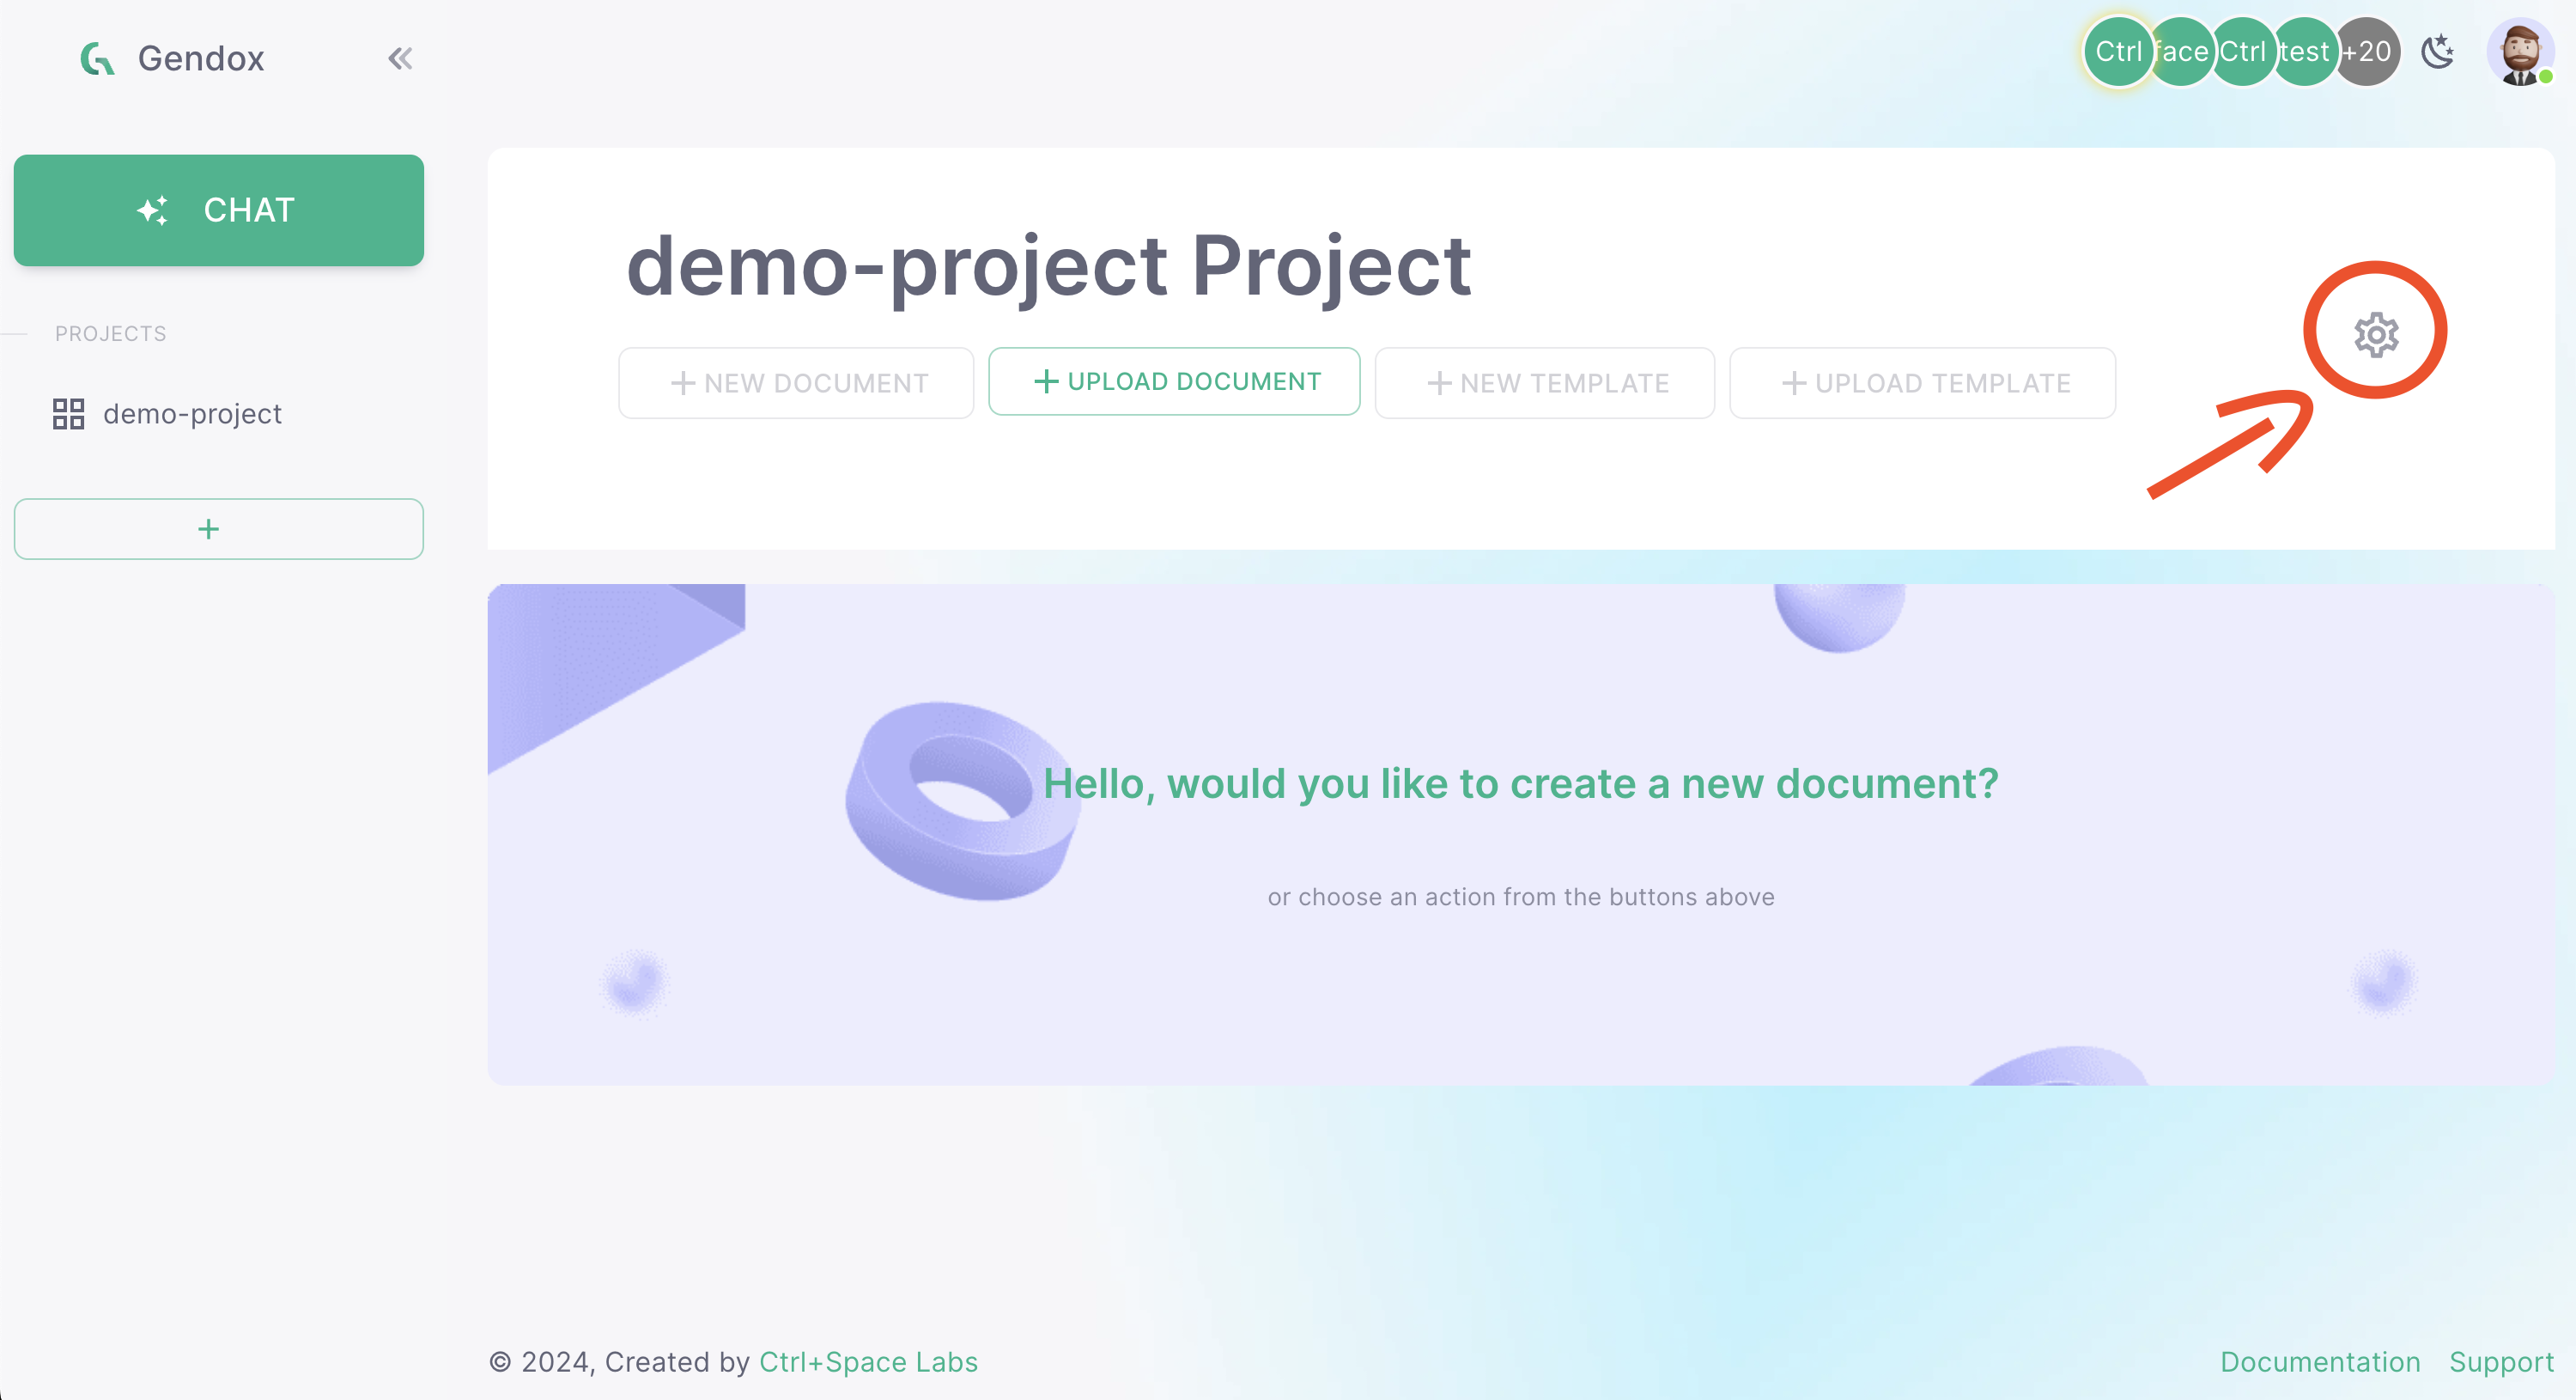 Gendox
Ctrl face Ctrl test +20
CHAT
PROJECTS
demo-project
+
demo-project Project
+ NEW DOCUMENT
+ UPLOAD DOCUMENT
+ NEW TEMPLATE
+ UPLOAD TEMPLATE
Hello, would you like to create a new document?
or choose an action from the buttons above
© 2024, Created by Ctrl+Space Labs
Documentation Support